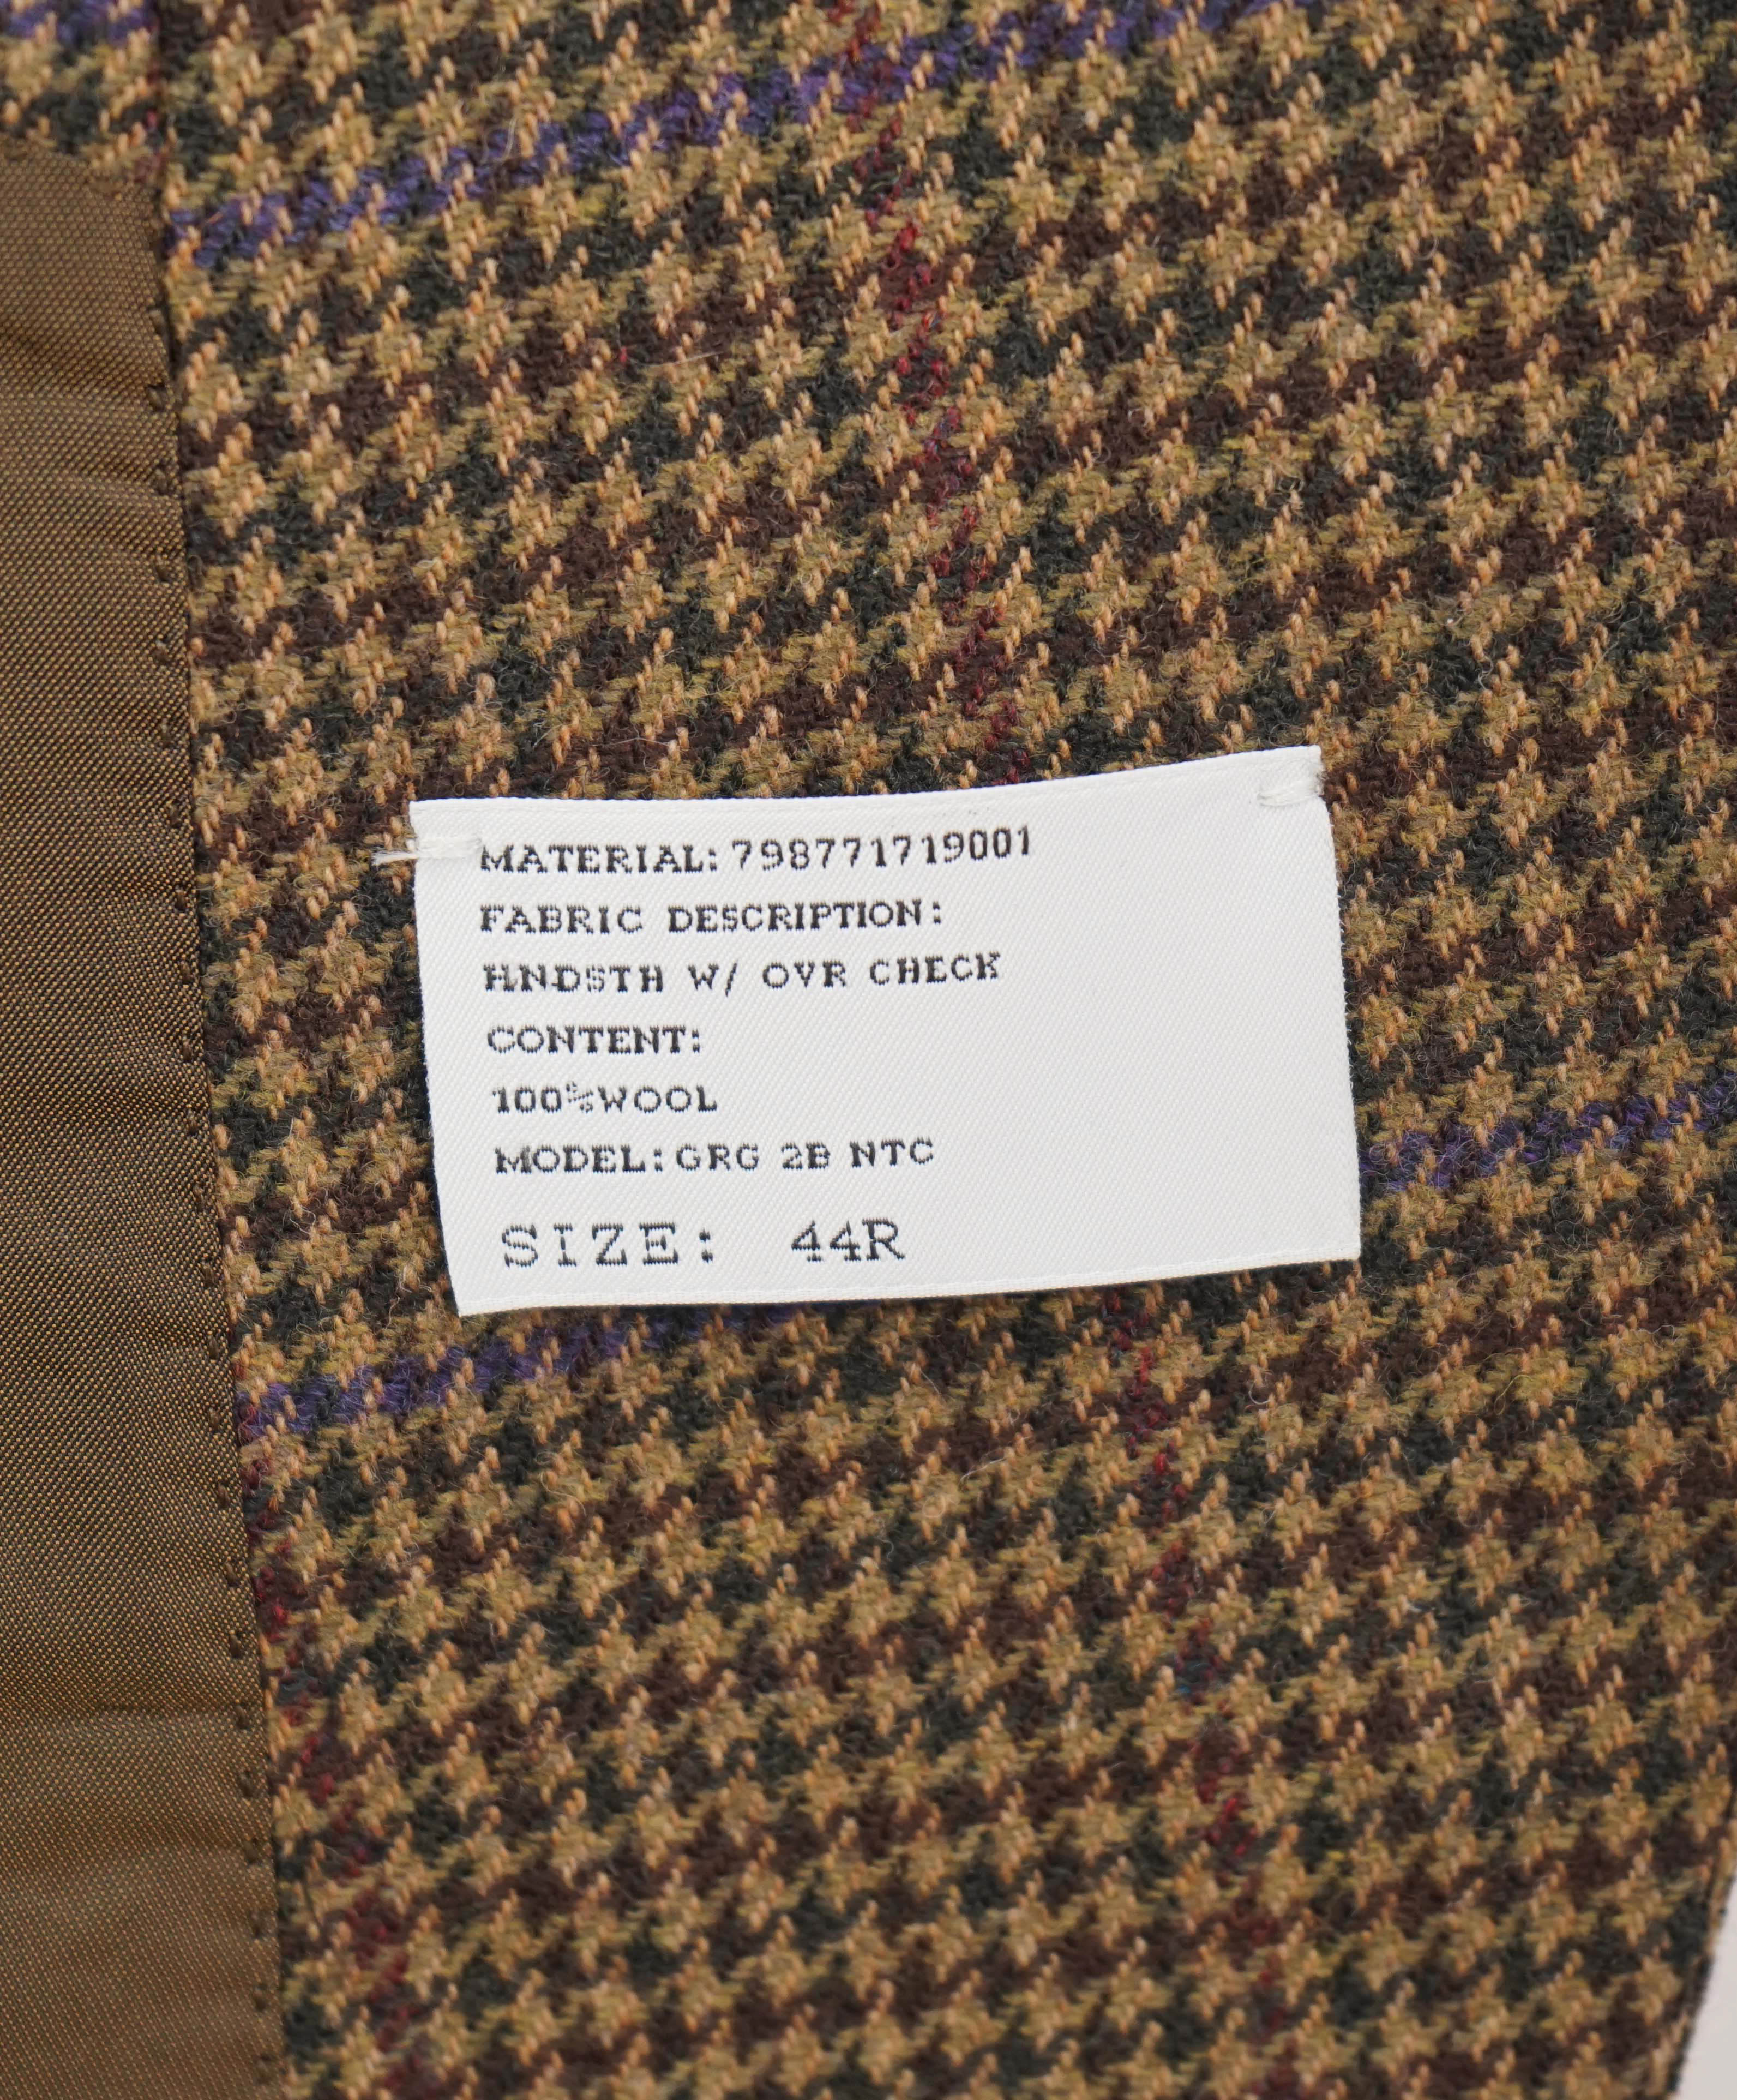 MATERIAL: 798771719001
FABRIC DESCRIPTION:
HNDSTH W/ OVR CHECK
CONTENT:
100%WOOL
MODEL: GRG 2B NTC
SIZE: 44R